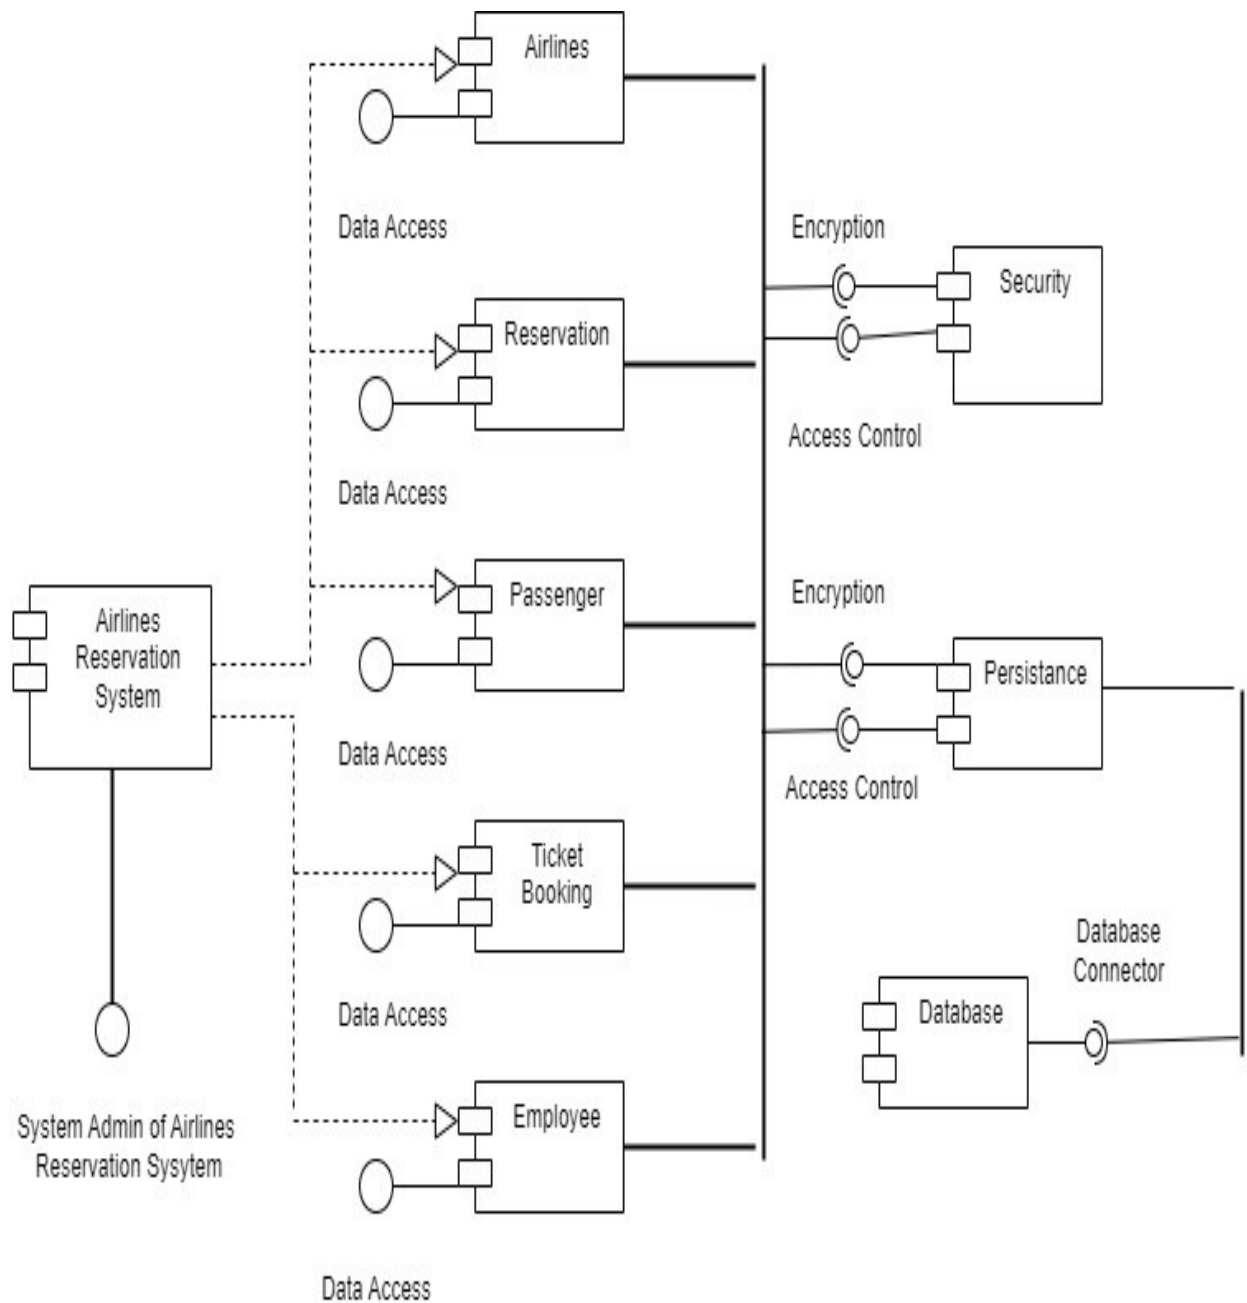 Airlines
Data Access
Encryption
Security
Reservation
Access Control
Data Access
Passenger
Encryption
Airlines
Reservation
System
Persistance
Data Access
Access Control
Ticket
Booking
Database
Connector
Data Access
Database
System Admin of Airlines
Reservation Sysytem
Employee
Data Access